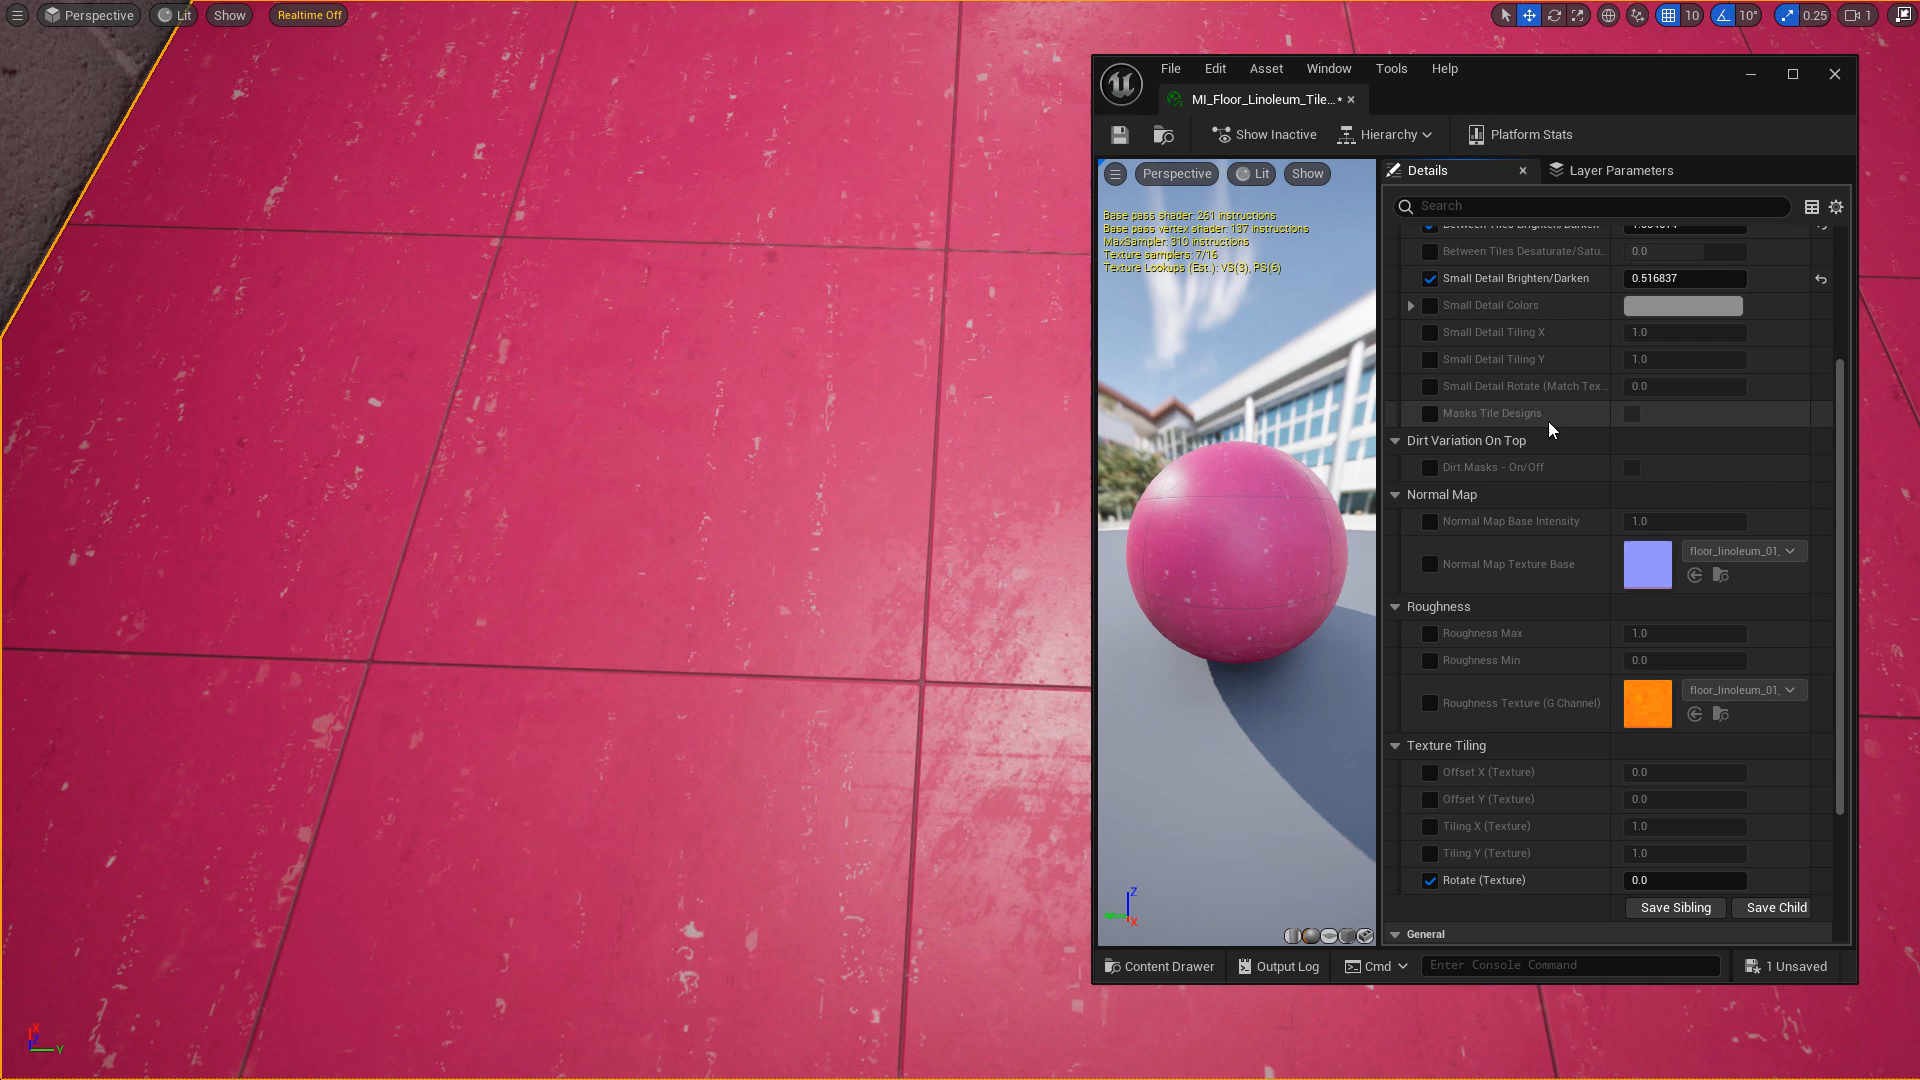 Perspective
Lit
Show
Realtime Off
10
10°
0.25
1
File
Edit
Asset
Window
Tools
Help
MI_Floor_Linoleum_Tile...*
Show Inactive
Hierarchy
Platform Stats
Perspective
Lit
Show
Base pass shader: 261 instructions
Base pass vertex shader: 137 instructions
MaxSampler: 310 instructions
Texture samplers: 7/16
Texture Lookups (Est.): VS(3), PS(6)
Z
X
Details
Layer Parameters
Search
Between Tiles Brighten/Darken
Between Tiles Desaturate/Satu...
0.0
Small Detail Brighten/Darken
0.516837
Small Detail Colors
Small Detail Tiling X
1.0
Small Detail Tiling Y
1.0
Small Detail Rotate (Match Tex...
0.0
Masks Tile Designs
Dirt Variation On Top
Dirt Masks - On/Off
Normal Map
Normal Map Base Intensity
1.0
Normal Map Texture Base
floor_linoleum_01_
Roughness
Roughness Max
1.0
Roughness Min
0.0
Roughness Texture (G Channel)
floor_linoleum_01_
Texture Tiling
Offset X (Texture)
0.0
Offset Y (Texture)
0.0
Tiling X (Texture)
1.0
Tiling Y (Texture)
1.0
Rotate (Texture)
0.0
Save Sibling
Save Child
General
Content Drawer
Output Log
Cmd
Enter Console Command
1 Unsaved
X
Z
Y